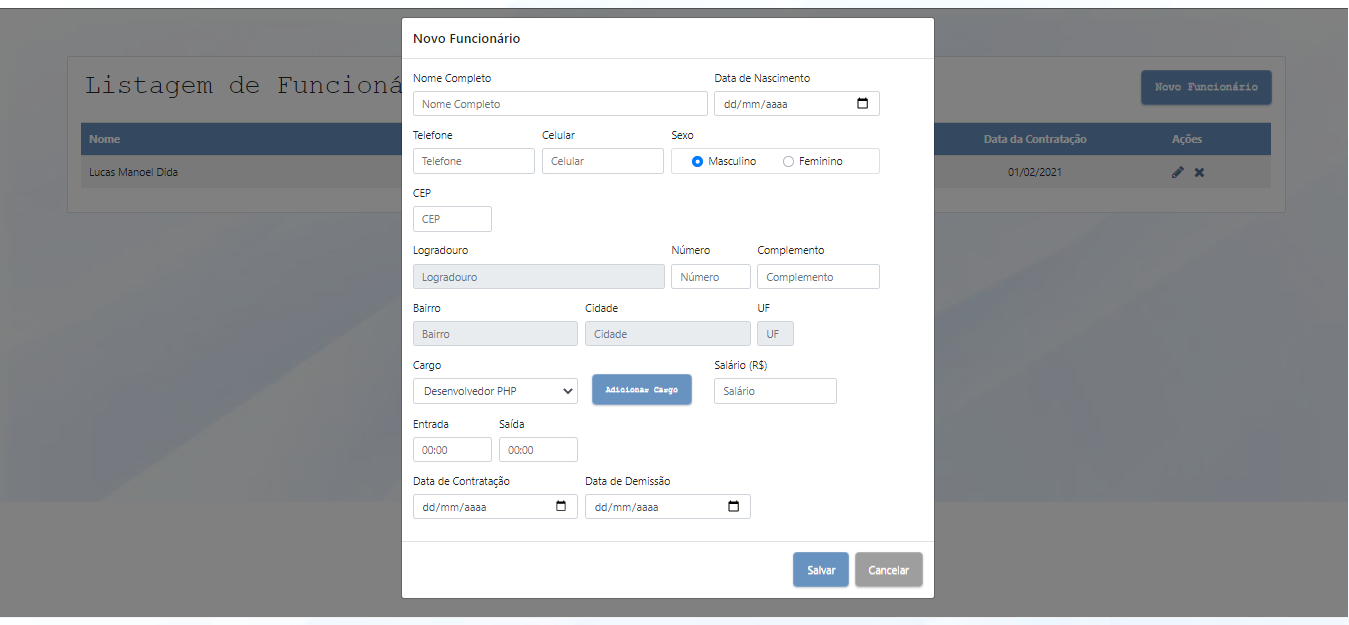 Novo Funcionário
Listagem de Funcioná
Novo Funcionário
Nome Data da Contratação Ações
Lucas Manoel Dida 01/02/2021
Nome Completo Data de Nascimento
Nome Completo dd/mm/aaaa
Telefone Celular Sexo
Telefone Celular Masculino Feminino
CEP
CEP
Logradouro Número Complemento
Logradouro Número Complemento
Bairro Cidade UF
Bairro Cidade UF
Cargo Salário (R$)
Desenvolvedor PHP Adicionar Cargo Salário
Entrada Saída
00:00 00:00
Data de Contratação Data de Demissão
dd/mm/aaaa dd/mm/aaaa
Salvar Cancelar